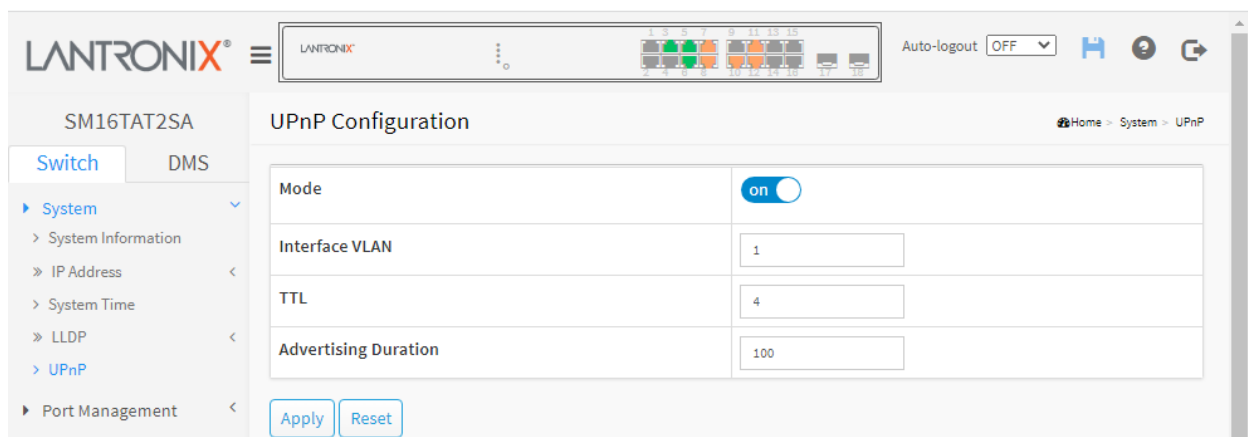 LANTRONIX®
LANTRONIX
1 3 5 7 9 11 13 15
2 4 6 8 10 12 14 16 17 18
Auto-logout OFF
SM16TAT2SA
Switch DMS
UPnP Configuration
Home > System > UPnP
System
> System Information
» IP Address <
> System Time
» LLDP <
> UPnP
Port Management <
Mode on
Interface VLAN 1
TTL 4
Advertising Duration 100
Apply Reset